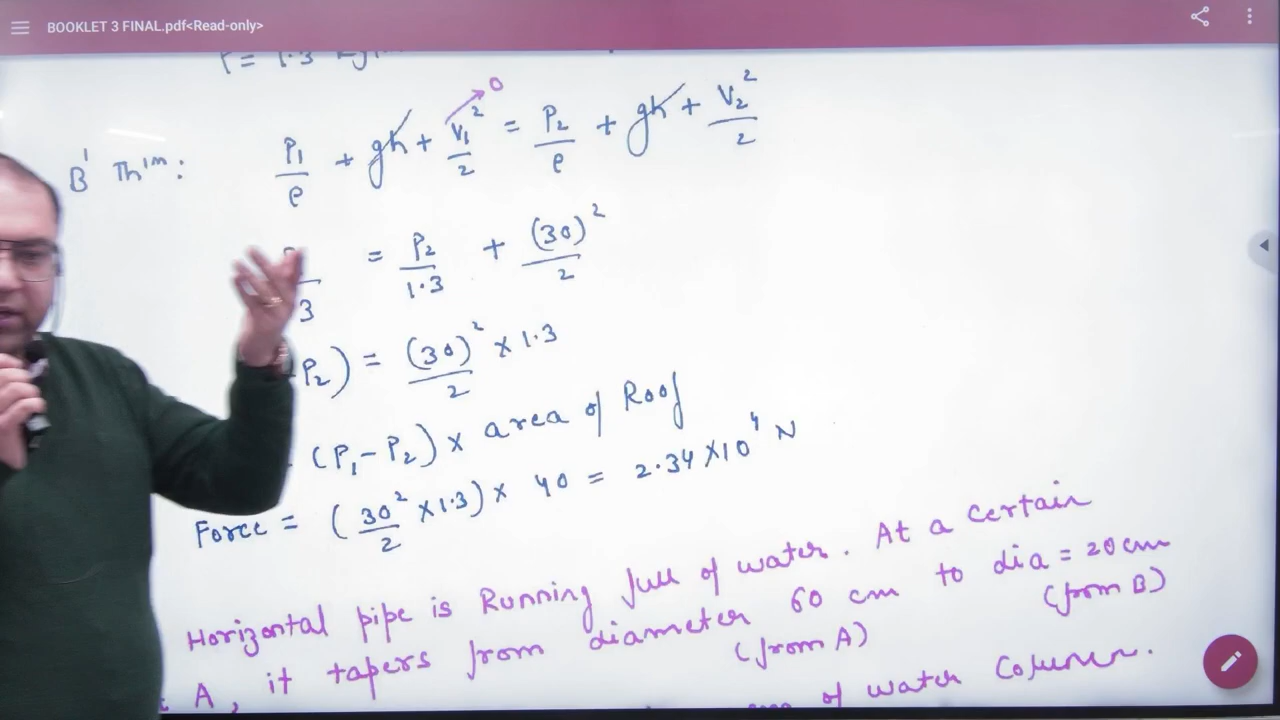 BOOKLET 3 FINAL.pdf<Read-only>
B' Thm: P₁/ρ + gh + V₁²/2 → 0 = P₂/ρ + gh + V₂²/2
3 = P₂/1.3 + (30)²/2
P₂) = (30)²/2 × 1.3
(P₁-P₂) × area of Roof
Force = (30²/2 ×1.3) × 40 = 2.34×10⁴ N
Horizontal pipe is Running full of water. At a certain
A, it tapers from diameter 60 cm to dia = 20cm
(from A) (from B)
of water Column.